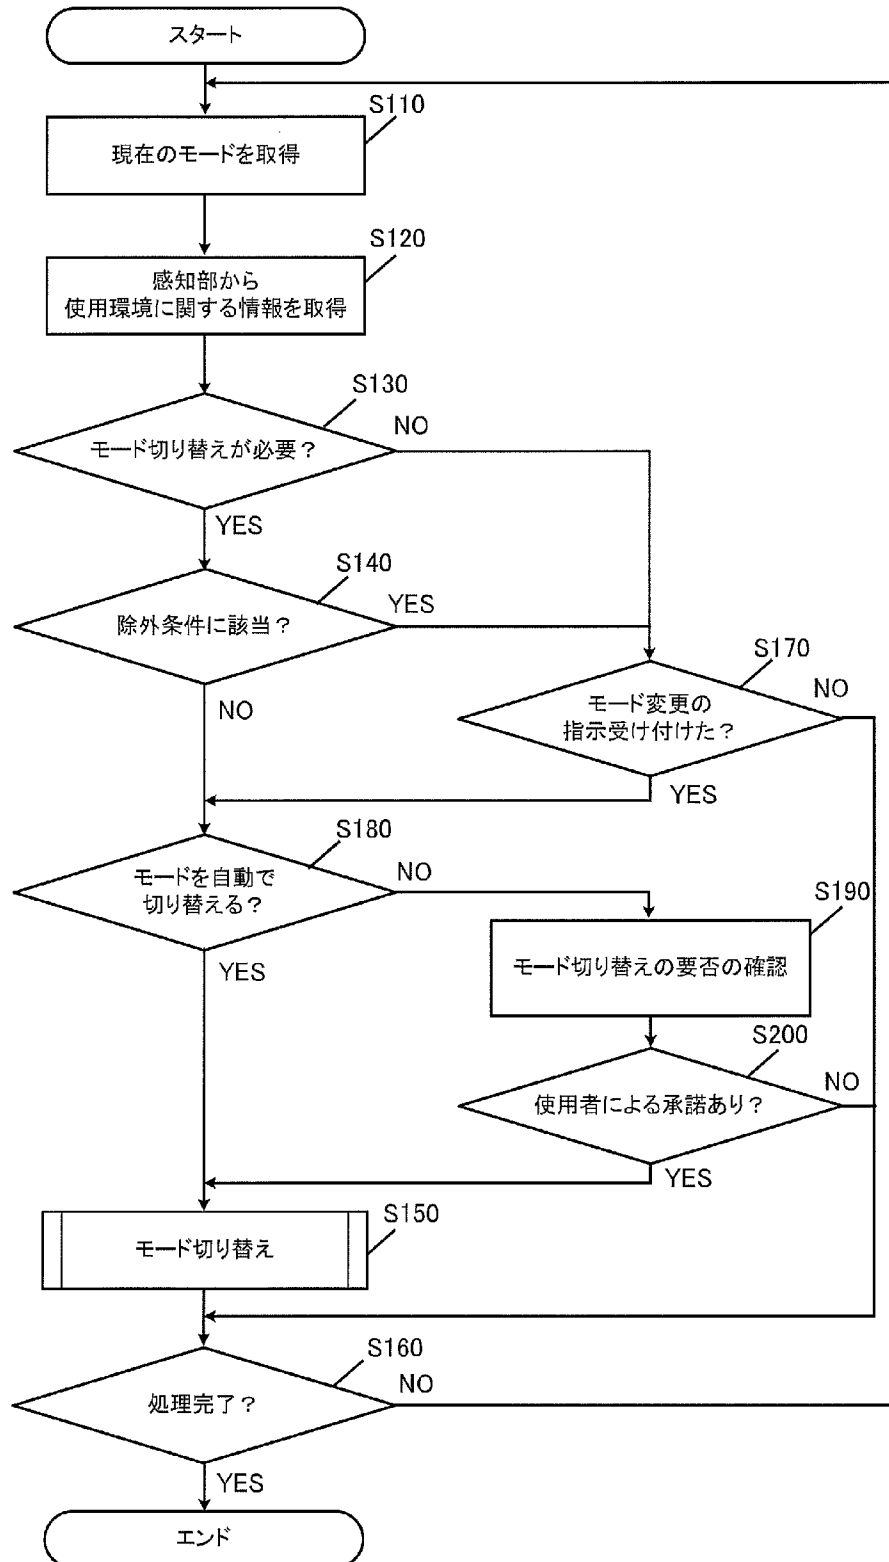 スタート
S110
現在のモードを取得
S120
感知部から
使用環境に関する情報を取得
S130
モード切り替えが必要？
NO
YES
S140
除外条件に該当？
YES
NO
S170
モード変更の
指示受け付けた？
NO
YES
S180
モードを自動で
切り替える？
NO
YES
S190
モード切り替えの要否の確認
S200
使用者による承諾あり？
NO
YES
S150
モード切り替え
S160
処理完了？
NO
YES
エンド